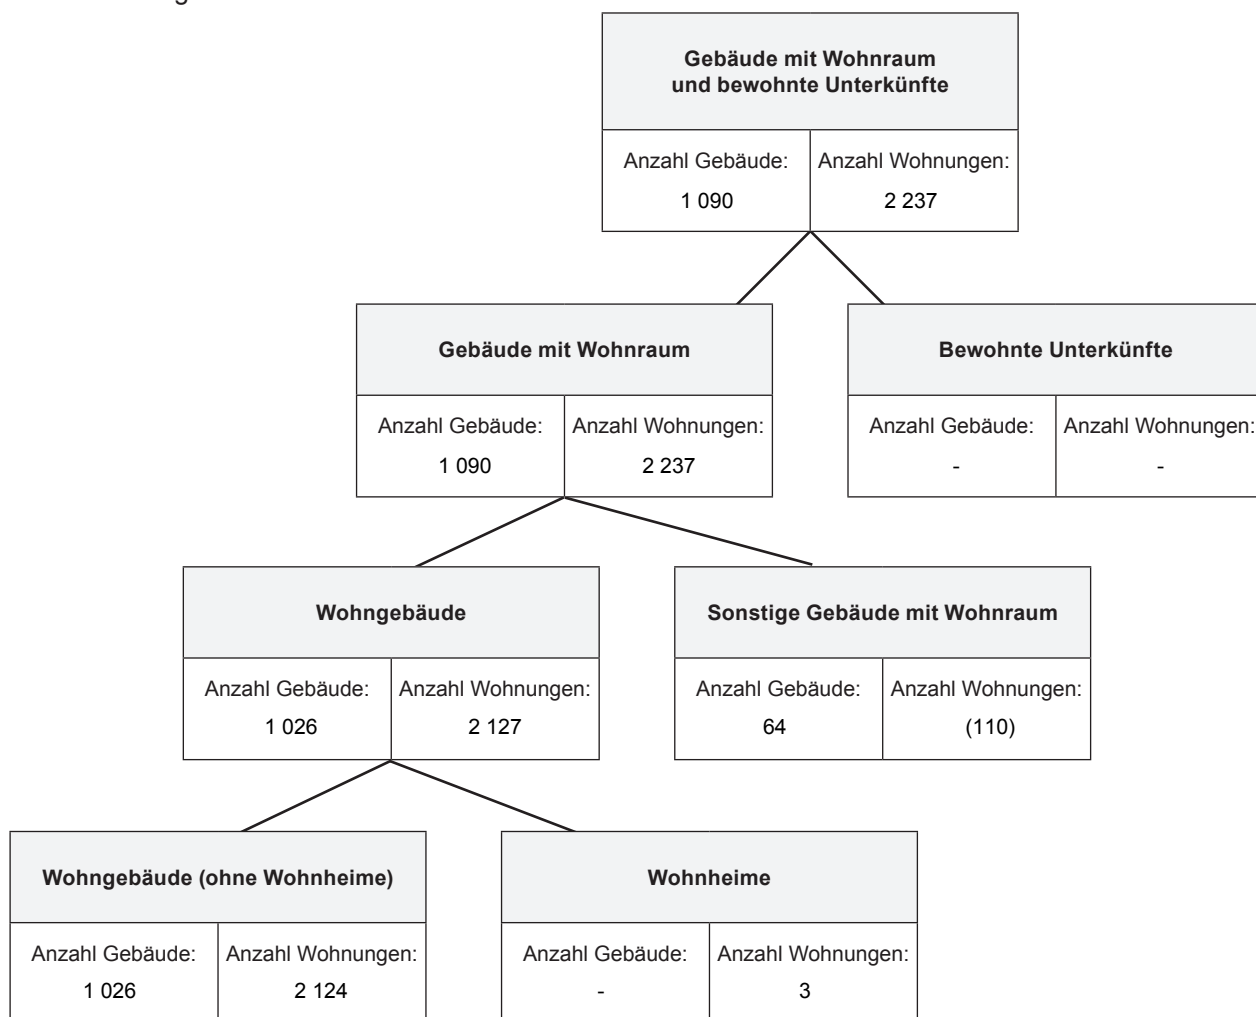 Gebäude mit Wohnraum
und bewohnte Unterkünfte
Anzahl Gebäude: Anzahl Wohnungen:
1 090 2 237
Gebäude mit Wohnraum
Bewohnte Unterkünfte
Anzahl Gebäude: Anzahl Wohnungen:
1 090 2 237
Anzahl Gebäude: Anzahl Wohnungen:
- -
Wohngebäude
Sonstige Gebäude mit Wohnraum
Anzahl Gebäude: Anzahl Wohnungen:
1 026 2 127
Anzahl Gebäude: Anzahl Wohnungen:
64 (110)
Wohngebäude (ohne Wohnheime)
Wohnheime
Anzahl Gebäude: Anzahl Wohnungen:
1 026 2 124
Anzahl Gebäude: Anzahl Wohnungen:
- 3